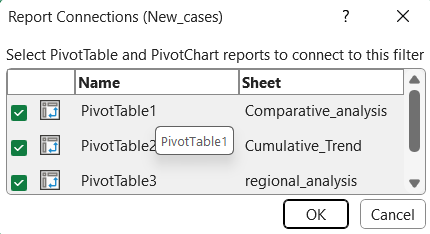 Report Connections (New_cases) ? ×
Select PivotTable and PivotChart reports to connect to this filter
Name Sheet
PivotTable1 Comparative_analysis
PivotTable1
PivotTable2 Cumulative_Trend
PivotTable3 regional_analysis
OK Cancel